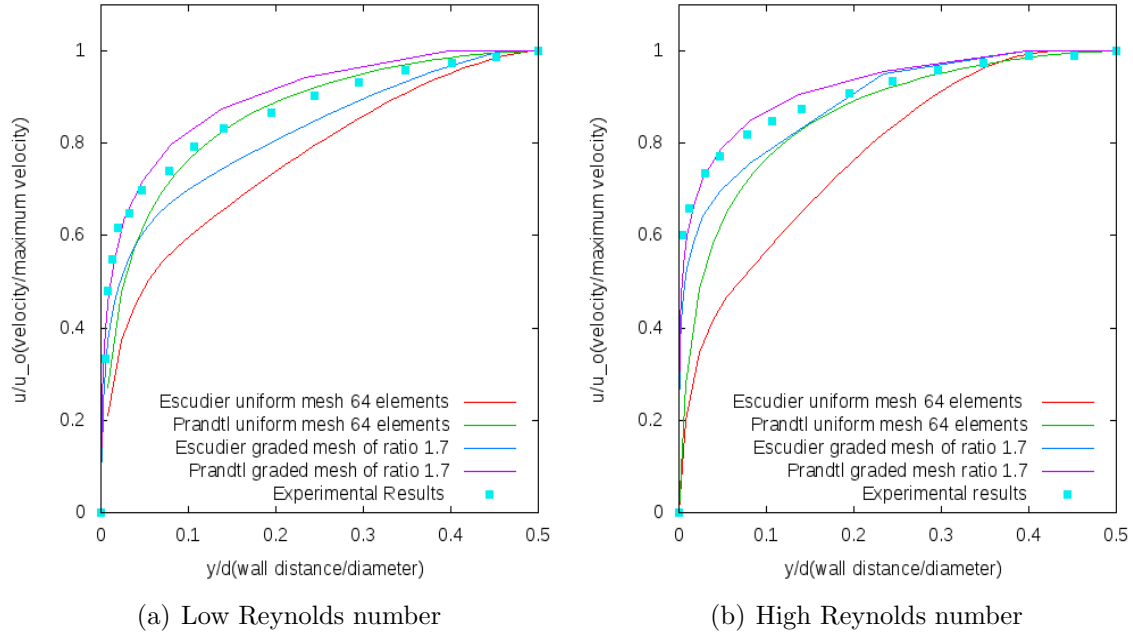 u/u_o(velocity/maximum velocity)
1
0.8
0.6
0.4
0.2
0
Escudier uniform mesh 64 elements
Prandtl uniform mesh 64 elements
Escudier graded mesh of ratio 1.7
Prandtl graded mesh of ratio 1.7
Experimental Results
0 0.1 0.2 0.3 0.4 0.5
y/d(wall distance/diameter)
(a) Low Reynolds number
u/u_o(velocity/maximum velocity)
1
0.8
0.6
0.4
0.2
0
Escudier uniform mesh 64 elements
Prandtl uniform mesh 64 elements
Escudier graded mesh of ratio 1.7
Prandtl graded mesh ratio 1.7
Experimental results
0 0.1 0.2 0.3 0.4 0.5
y/d(wall distance/diameter)
(b) High Reynolds number